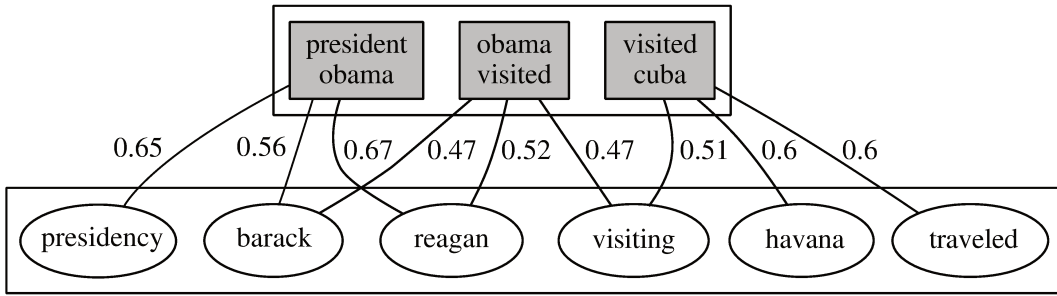 president
obama
obama
visited
visited
cuba
0.65
0.56
0.67
0.47
0.52
0.47
0.51
0.6
0.6
presidency
barack
reagan
visiting
havana
traveled